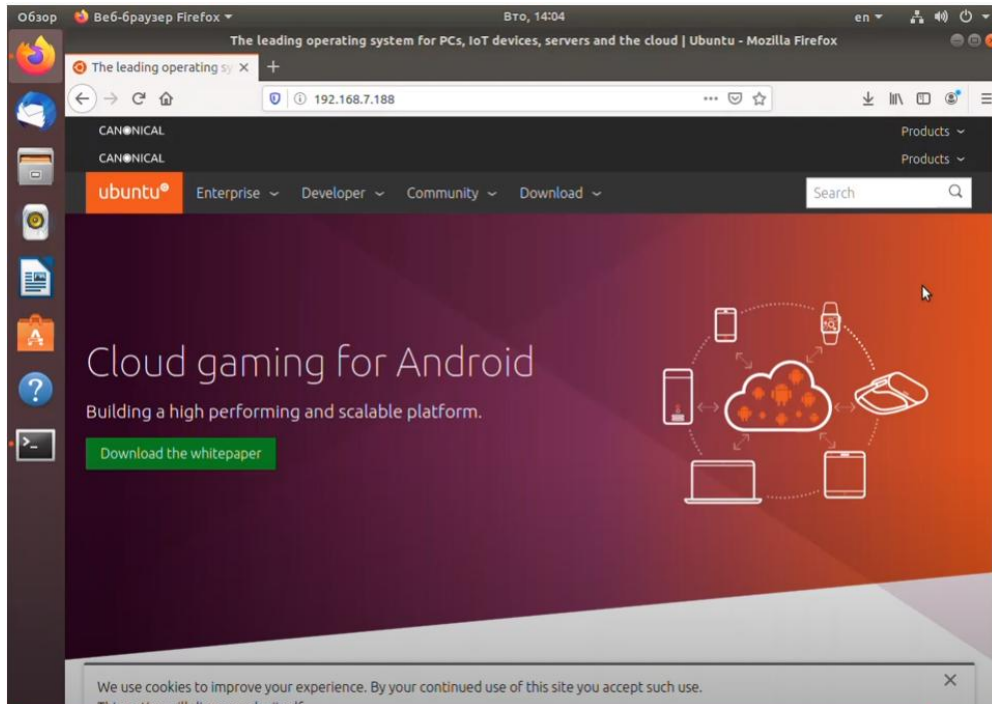 Обзор Веб-браузер Firefox Вто, 14:04 en
The leading operating system for PCs, IoT devices, servers and the cloud | Ubuntu - Mozilla Firefox
The leading operating sy
192.168.7.188
CANONICAL Products
CANONICAL Products
ubuntu Enterprise Developer Community Download Search
Cloud gaming for Android
Building a high performing and scalable platform.
Download the whitepaper
We use cookies to improve your experience. By your continued use of this site you accept such use.